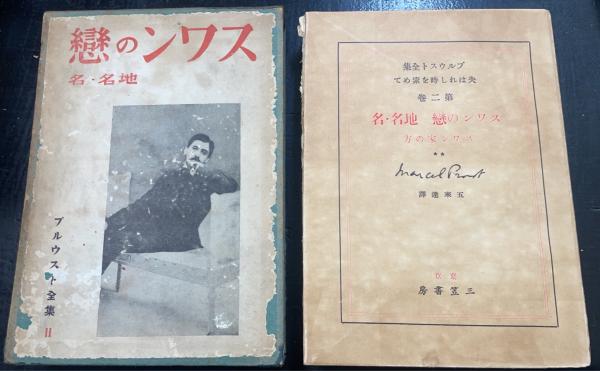 スワンの戀
地名・名
プルウスト全集
II
プルウスト全集
失はれし時を索めて
第二卷
スワンの戀 地名・名
スワン家の方
**
Marcel Proust
五來達譯
東京
三笠書房